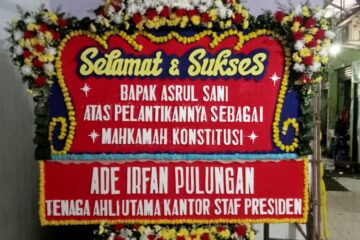 Selamat & Sukses
BAPAK ASRUL SANI
ATAS PELANTIKANNYA SEBAGAI
MAHKAMAH KONSTITUSI
ADE IRFAN PULUNGAN
TENAGA AHLI UTAMA KANTOR STAF PRESIDEN